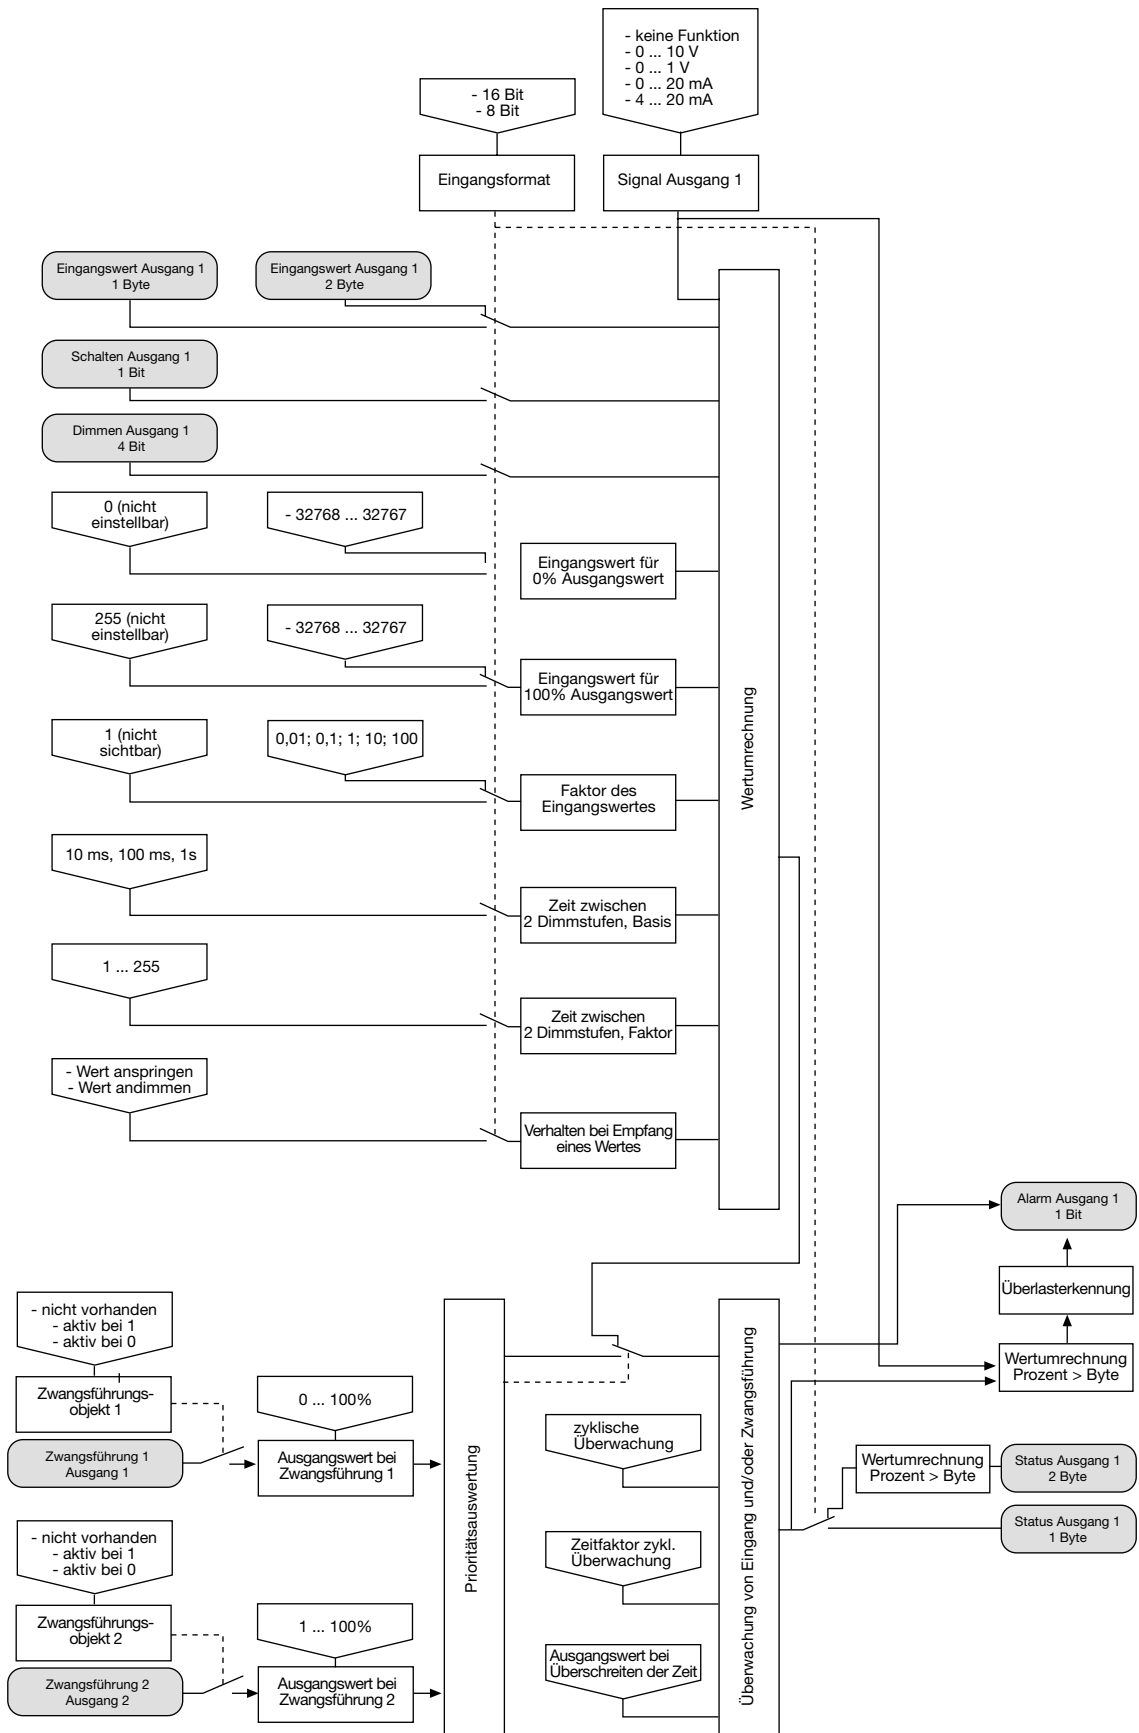 - keine Funktion
- 0 ... 10 V
- 0 ... 1 V
- 0 ... 20 mA
- 4 ... 20 mA
- 16 Bit
- 8 Bit
Eingangsformat
Signal Ausgang 1
Eingangswert Ausgang 1
1 Byte
Eingangswert Ausgang 1
2 Byte
Schalten Ausgang 1
1 Bit
Dimmen Ausgang 1
4 Bit
0 (nicht
einstellbar)
- 32768 ... 32767
Eingangswert für
0% Ausgangswert
255 (nicht
einstellbar)
- 32768 ... 32767
Eingangswert für
100% Ausgangswert
1 (nicht
sichtbar)
0,01; 0,1; 1; 10; 100
Faktor des
Eingangswertes
10 ms, 100 ms, 1s
Zeit zwischen
2 Dimmstufen, Basis
1 ... 255
Zeit zwischen
2 Dimmstufen, Faktor
- Wert anspringen
- Wert andimmen
Verhalten bei Empfang
eines Wertes
Wertumrechnung
Alarm Ausgang 1
1 Bit
Überlasterkennung
Wertumrechnung
Prozent > Byte
- nicht vorhanden
- aktiv bei 1
- aktiv bei 0
Zwangsführungs-
objekt 1
Zwangsführung 1
Ausgang 1
0 ... 100%
Ausgangswert bei
Zwangsführung 1
- nicht vorhanden
- aktiv bei 1
- aktiv bei 0
Zwangsführungs-
objekt 2
Zwangsführung 2
Ausgang 2
1 ... 100%
Ausgangswert bei
Zwangsführung 2
Prioritätsauswertung
zyklische
Überwachung
Zeitfaktor zykl.
Überwachung
Ausgangswert bei
Überschreiten der Zeit
Überwachung von Eingang und/oder Zwangsführung
Wertumrechnung
Prozent > Byte
Status Ausgang 1
2 Byte
Status Ausgang 1
1 Byte